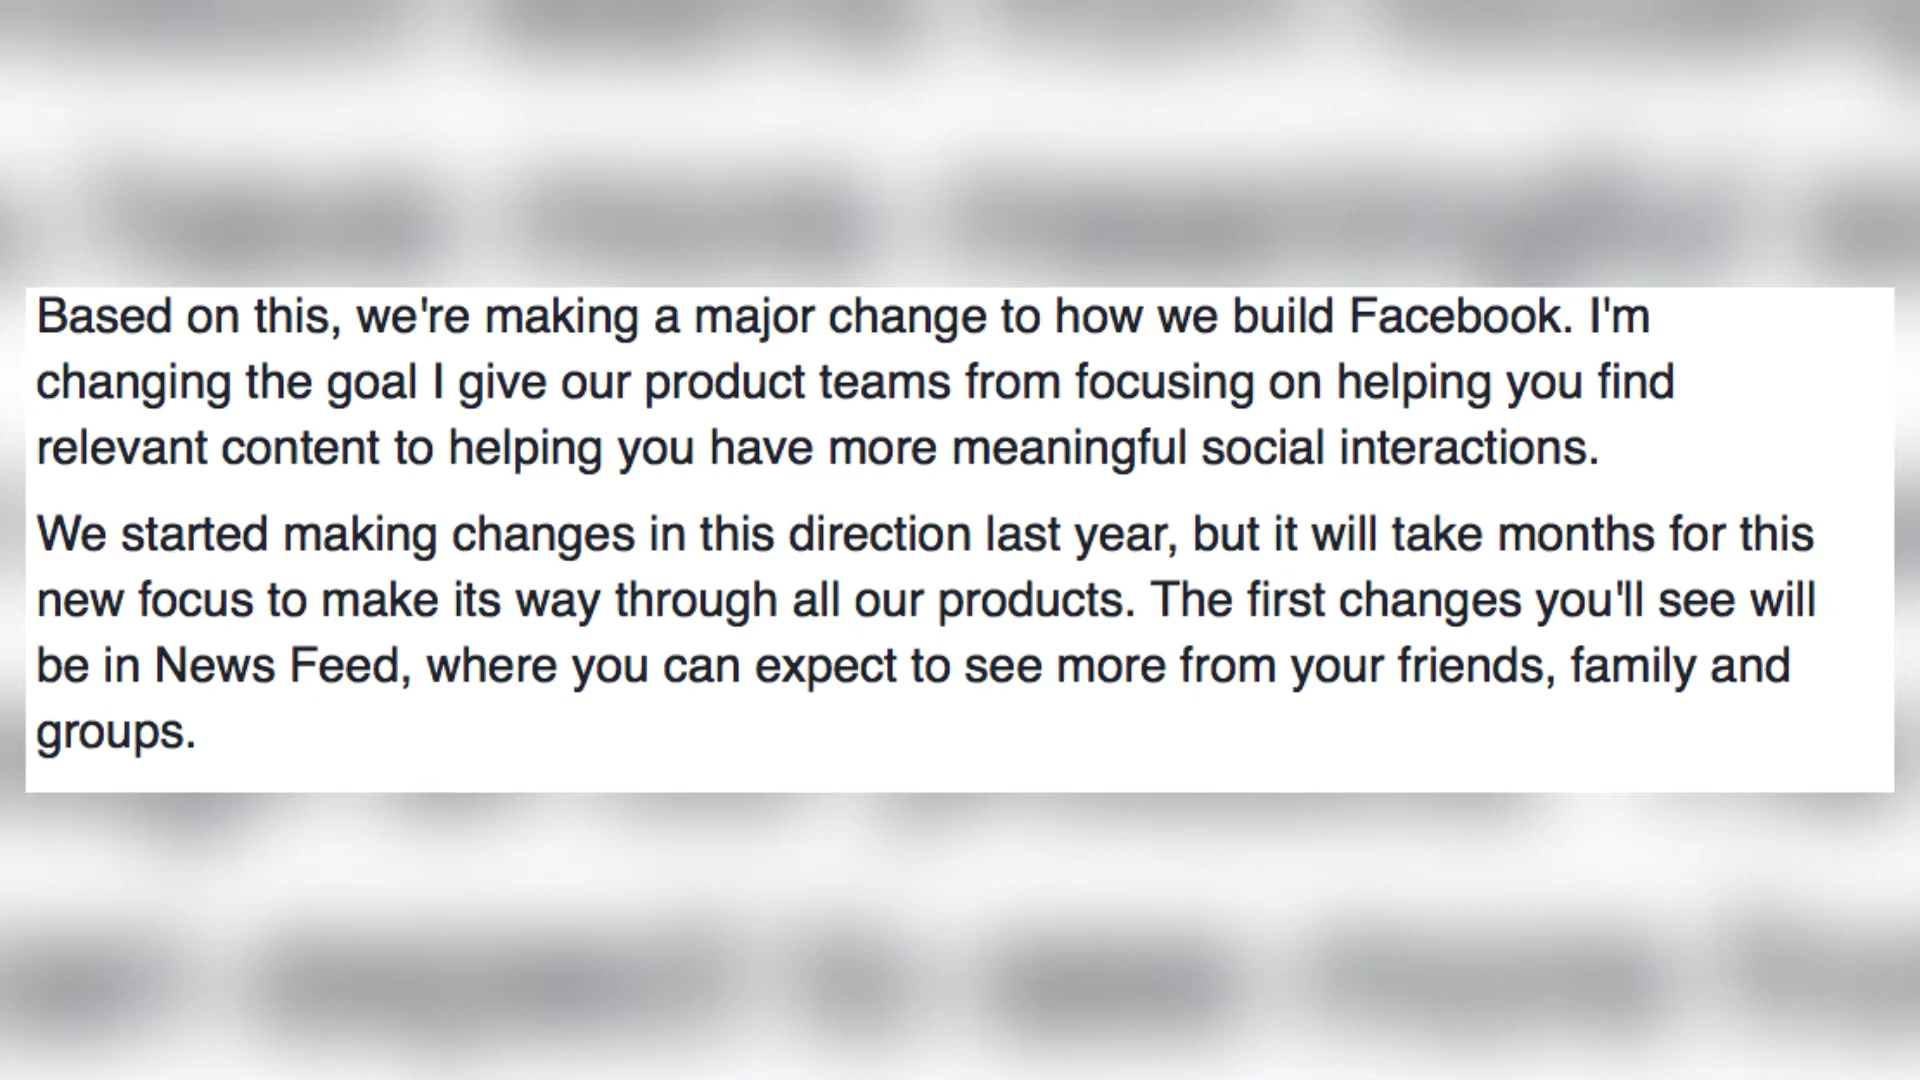 Based on this, we're making a major change to how we build Facebook. I'm
changing the goal I give our product teams from focusing on helping you find
relevant content to helping you have more meaningful social interactions.
We started making changes in this direction last year, but it will take months for this
new focus to make its way through all our products. The first changes you'll see will
be in News Feed, where you can expect to see more from your friends, family and
groups.